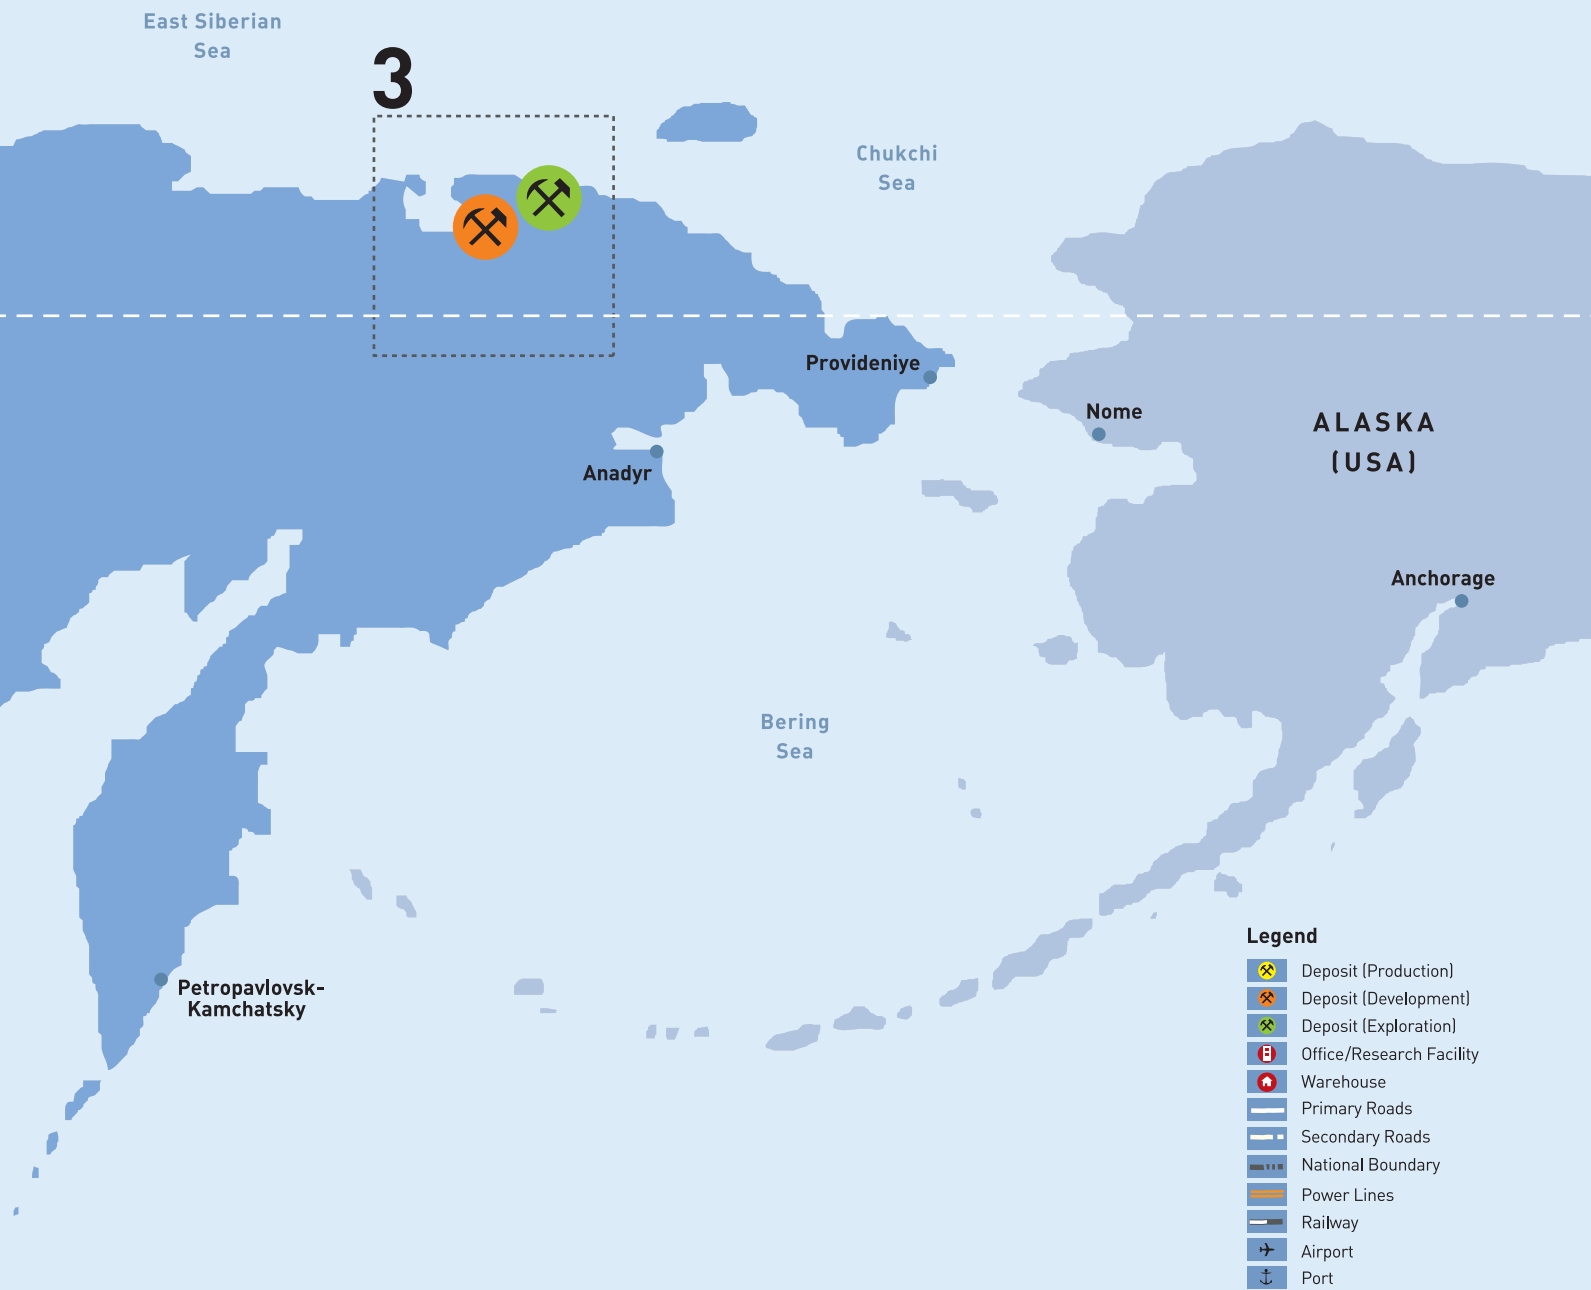 East Siberian
Sea
3
Chukchi
Sea
Provideniye
Nome
ALASKA
(USA)
Anadyr
Anchorage
Bering
Sea
Petropavlovsk-
Kamchatsky
Legend
Deposit (Production)
Deposit (Development)
Deposit (Exploration)
Office/Research Facility
Warehouse
Primary Roads
Secondary Roads
National Boundary
Power Lines
Railway
Airport
Port